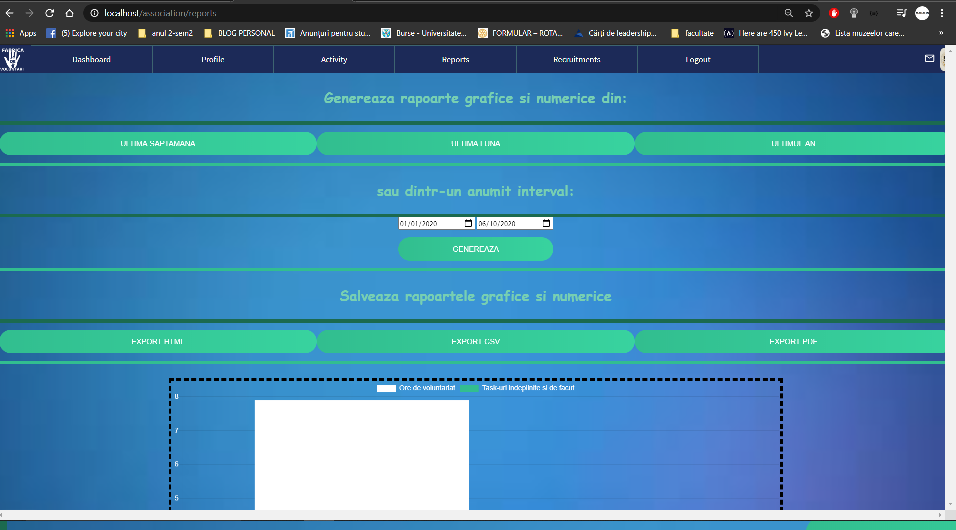 localhost/association/reports
Apps (5) Explore your city anul 2-sem2 BLOG PERSONAL Anunțuri pentru stu... Burse - Universitate... FORMULAR – ROTA... Cărți de leadership... facultate Here are 450 Ivy Le... Lista muzeelor care... »
FABRICA
VOLUNTARI
Dashboard Profile Activity Reports Recruitments Logout
Genereaza rapoarte grafice si numerice din:
ULTIMA SAPTAMANA ULTIMA LUNA ULTIMUL AN
sau dintr-un anumit interval:
01/01/2020 06/10/2020
GENEREAZA
Salveaza rapoartele grafice si numerice
EXPORT HTML EXPORT CSV EXPORT PDF
Ore de voluntariat Task-uri indeplinite si de facut
8
7
6
5